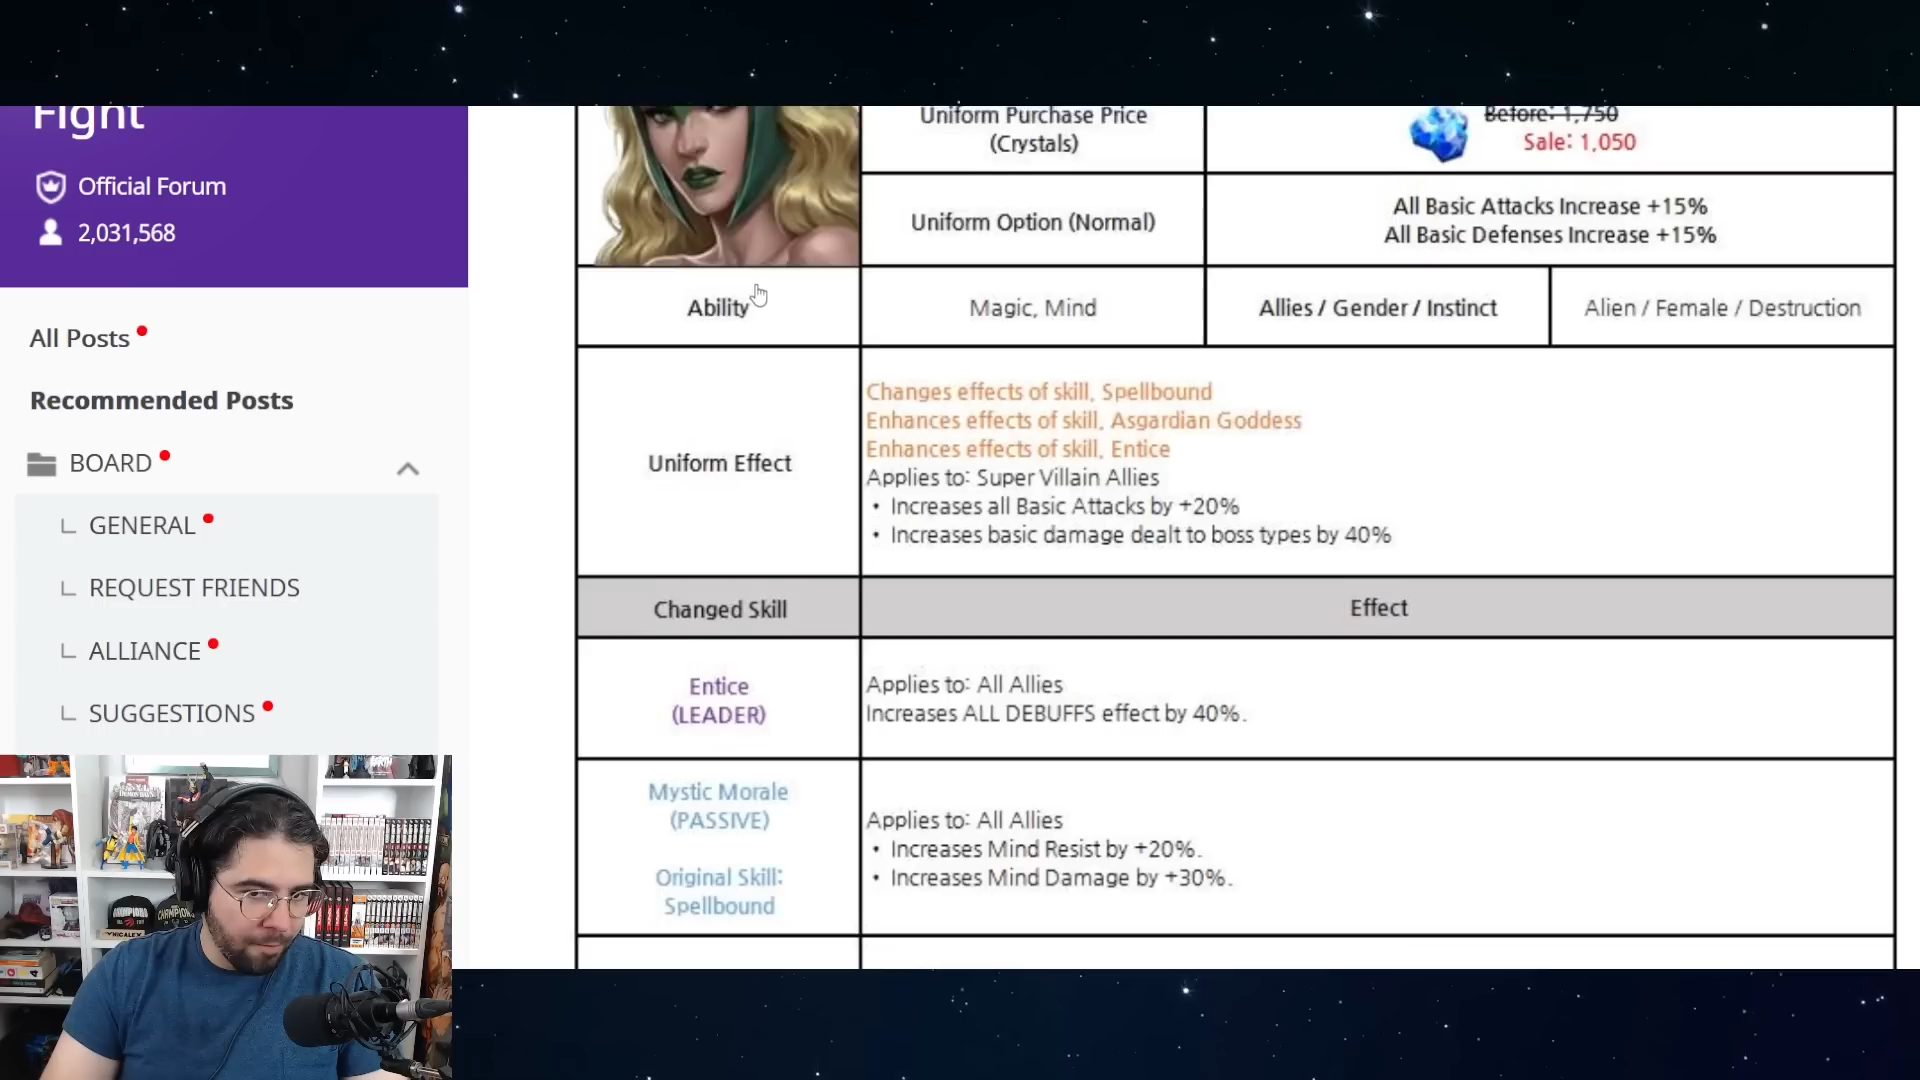 Fight
Official Forum
2,031,568
All Posts
Recommended Posts
BOARD
GENERAL
REQUEST FRIENDS
ALLIANCE
SUGGESTIONS
Uniform Purchase Price
(Crystals)
Before: 1,750
Sale: 1,050
Uniform Option (Normal)
All Basic Attacks Increase +15%
All Basic Defenses Increase +15%
Ability
Magic, Mind
Allies / Gender / Instinct
Alien / Female / Destruction
Uniform Effect
Changes effects of skill, Spellbound
Enhances effects of skill, Asgardian Goddess
Enhances effects of skill, Entice
Applies to: Super Villain Allies
• Increases all Basic Attacks by +20%
• Increases basic damage dealt to boss types by 40%
Changed Skill
Effect
Entice
(LEADER)
Applies to: All Allies
Increases ALL DEBUFFS effect by 40%.
Mystic Morale
(PASSIVE)
Original Skill:
Spellbound
Applies to: All Allies
• Increases Mind Resist by +20%.
• Increases Mind Damage by +30%.